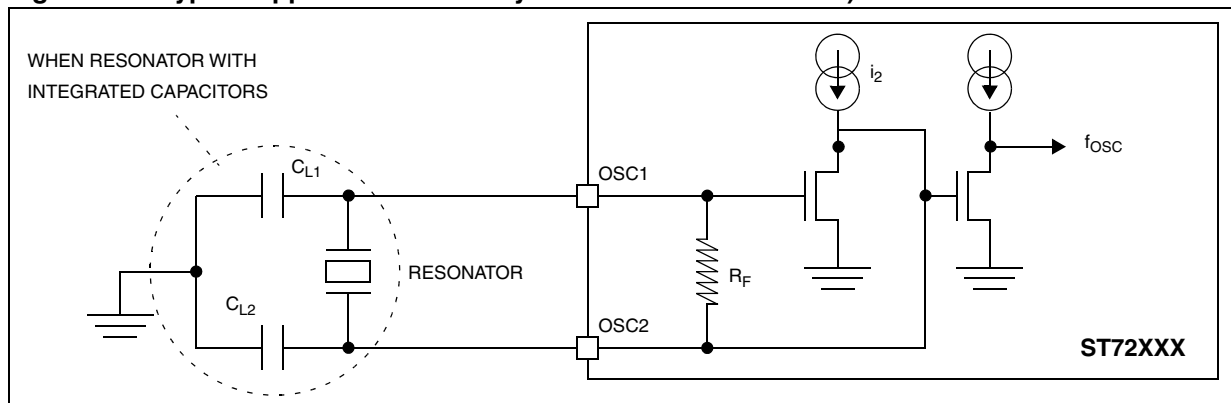 WHEN RESONATOR WITH
INTEGRATED CAPACITORS
CL1
RESONATOR
CL2
OSC1
OSC2
RF
i2
fOSC
ST72XXX